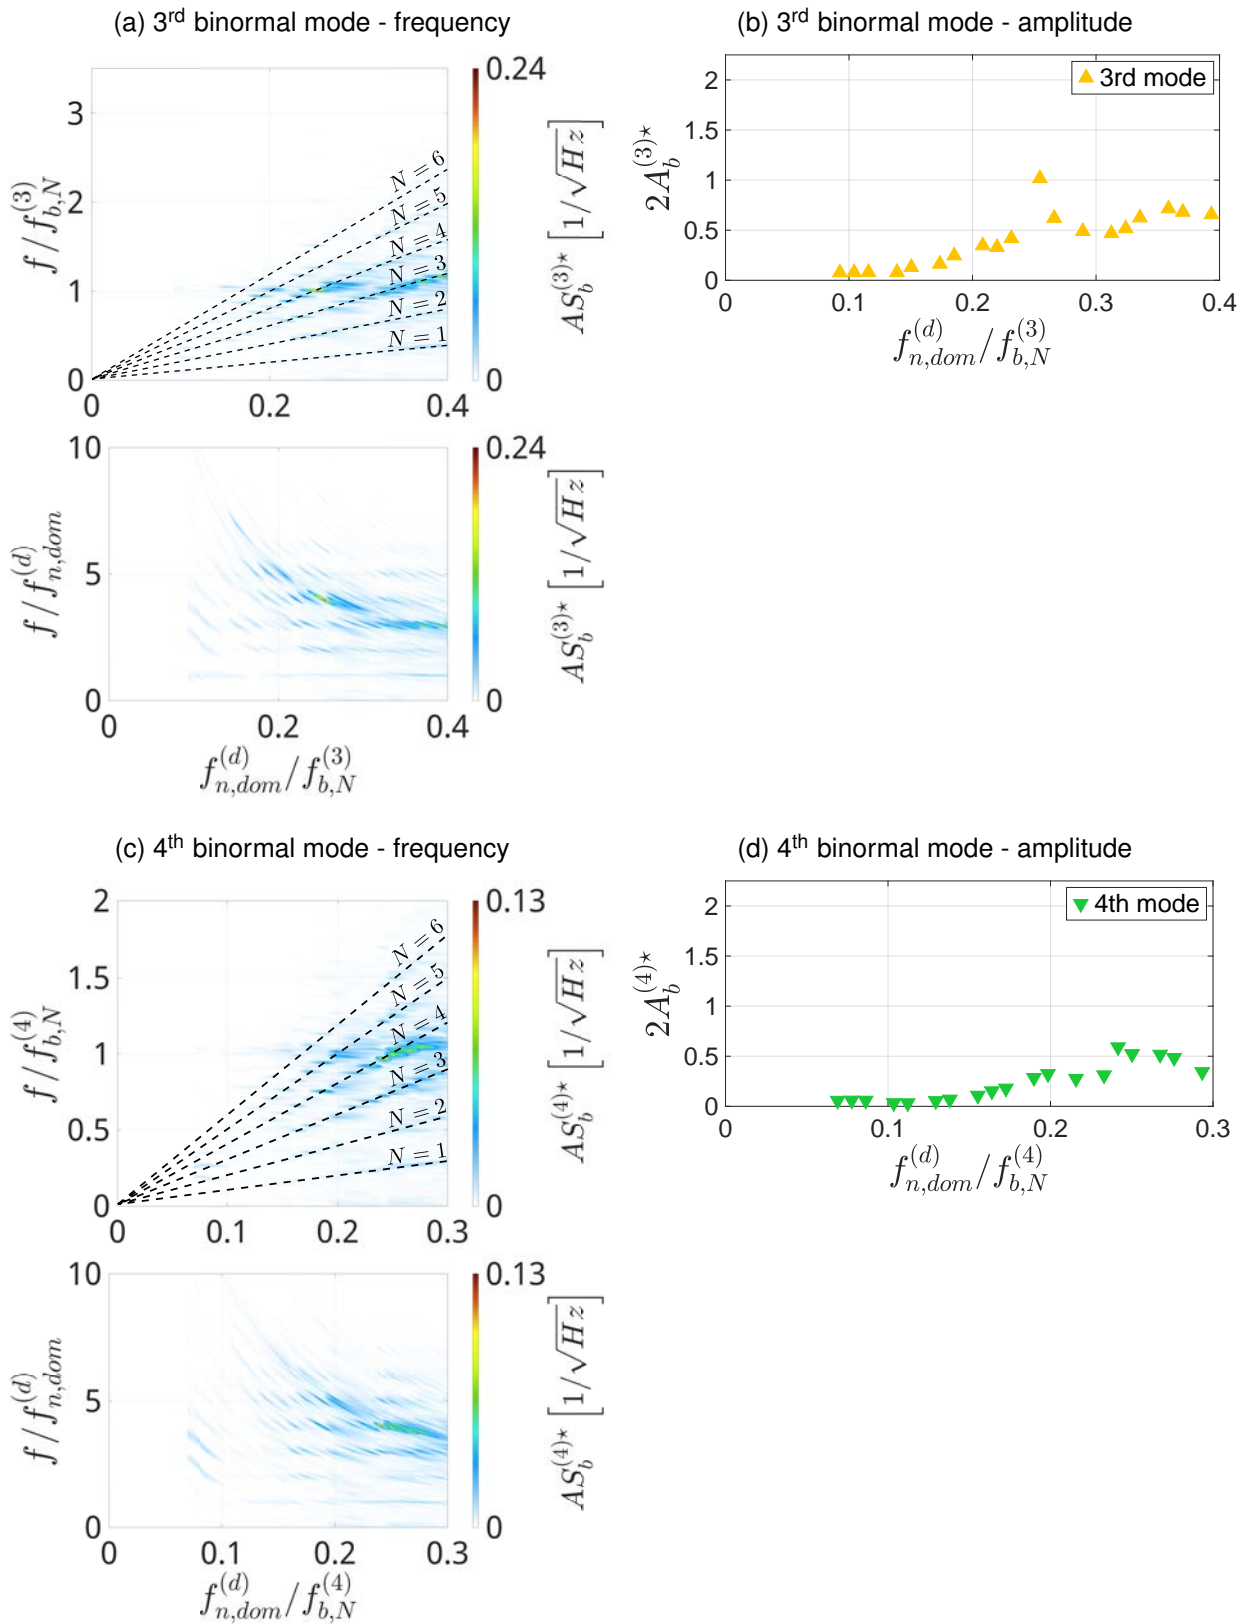 (a) 3rd binormal mode - frequency
f / f_{b,N}^{(3)}
3
2
1
0
0
0.2
0.4
N = 6
N = 5
N = 4
N = 3
N = 2
N = 1
0.24
0
AS_b^{(3)⋆} [1/√Hz]
(b) 3rd binormal mode - amplitude
3rd mode
2A_b^{(3)⋆}
2
1.5
1
0.5
0
0
0.1
0.2
0.3
0.4
f_{n,dom}^{(d)} / f_{b,N}^{(3)}
f / f_{n,dom}^{(d)}
10
5
0
0
0.2
0.4
f_{n,dom}^{(d)} / f_{b,N}^{(3)}
0.24
0
AS_b^{(3)⋆} [1/√Hz]
(c) 4th binormal mode - frequency
f / f_{b,N}^{(4)}
2
1.5
1
0.5
0
0
0.1
0.2
0.3
N = 6
N = 5
N = 4
N = 3
N = 2
N = 1
0.13
0
AS_b^{(4)⋆} [1/√Hz]
(d) 4th binormal mode - amplitude
4th mode
2A_b^{(4)⋆}
2
1.5
1
0.5
0
0
0.1
0.2
0.3
f_{n,dom}^{(d)} / f_{b,N}^{(4)}
f / f_{n,dom}^{(d)}
10
5
0
0
0.1
0.2
0.3
f_{n,dom}^{(d)} / f_{b,N}^{(4)}
0.13
0
AS_b^{(4)⋆} [1/√Hz]